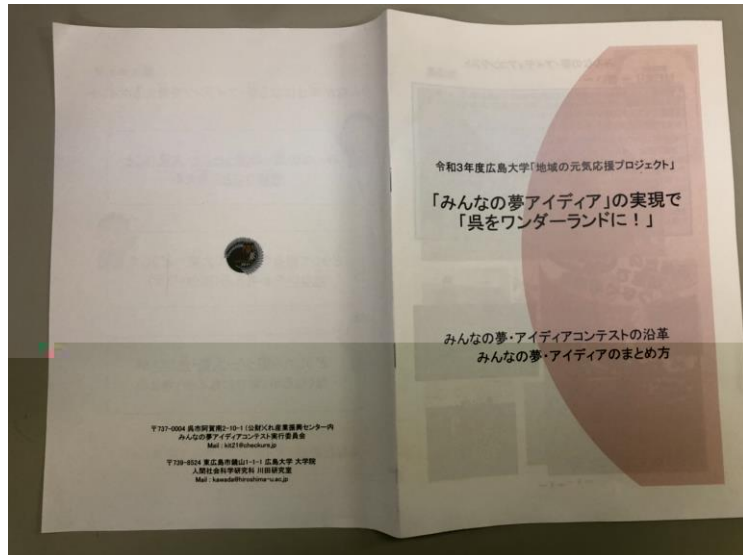 令和3年度広島大学「地域の元気応援プロジェクト」
「みんなの夢アイディア」の実現で
「呉をワンダーランドに！」
みんなの夢・アイディアコンテストの沿革
みんなの夢・アイディアのまとめ方
〒737-0004 呉市阿賀南2-10-1 (公財)くれ産業振興センター内
みんなの夢アイディアコンテスト実行委員会
Mail : kit21@checkure.jp
〒739-8524 東広島市鏡山1-1-1 広島大学 大学院
人間社会科学研究科 川田研究室
Mail : kawada@hiroshima-u.ac.jp